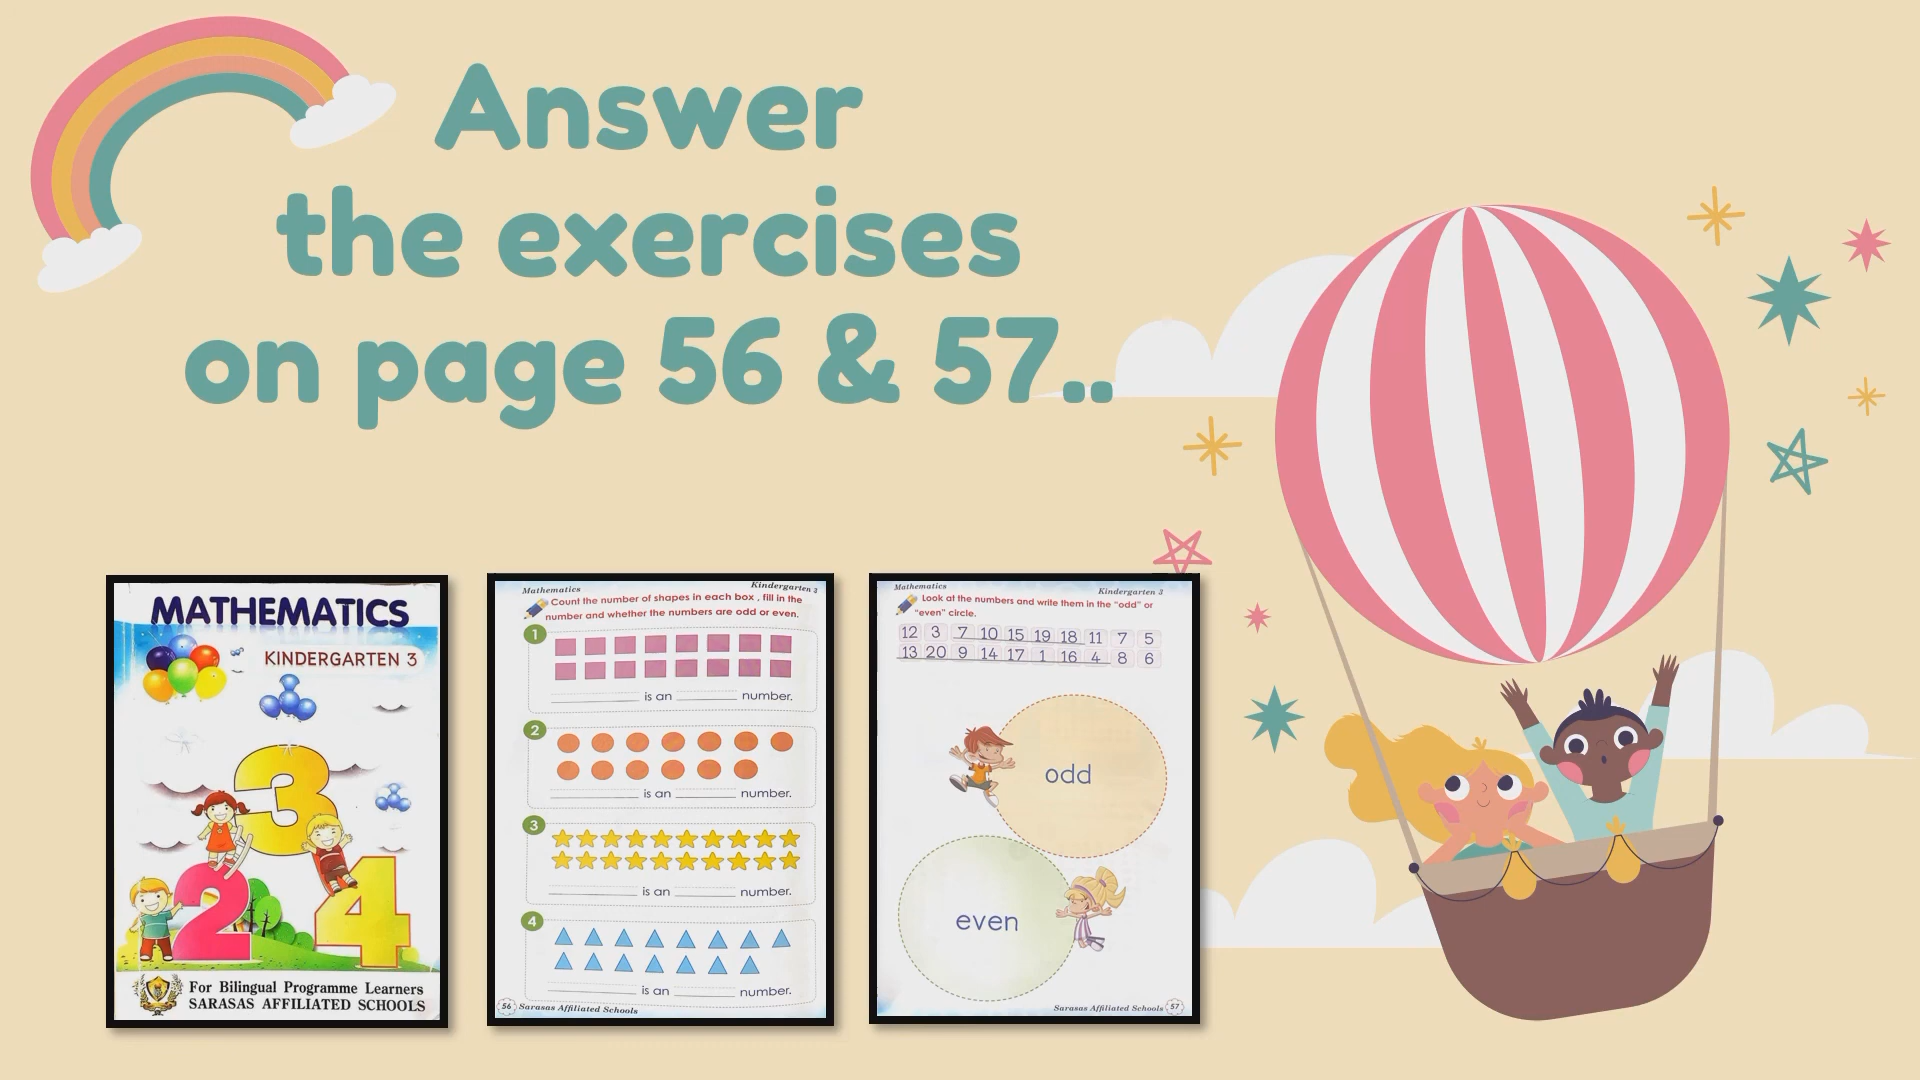 Answer
the exercises
on page 56 & 57..
MATHEMATICS
KINDERGARTEN 3
3
2 4
For Bilingual Programme Learners
SARASAS AFFILIATED SCHOOLS
Mathematics Kindergarten 3
Count the number of shapes in each box , fill in the
number and whether the numbers are odd or even.
1
is an number.
2
is an number.
3
is an number.
4
is an number.
56 Sarasas Affiliated Schools
Mathematics Kindergarten 3
Look at the numbers and write them in the "odd" or
"even" circle.
12 3 7 10 15 19 18 11 7 5
13 20 9 14 17 1 16 4 8 6
odd
even
Sarasas Affiliated Schools 57